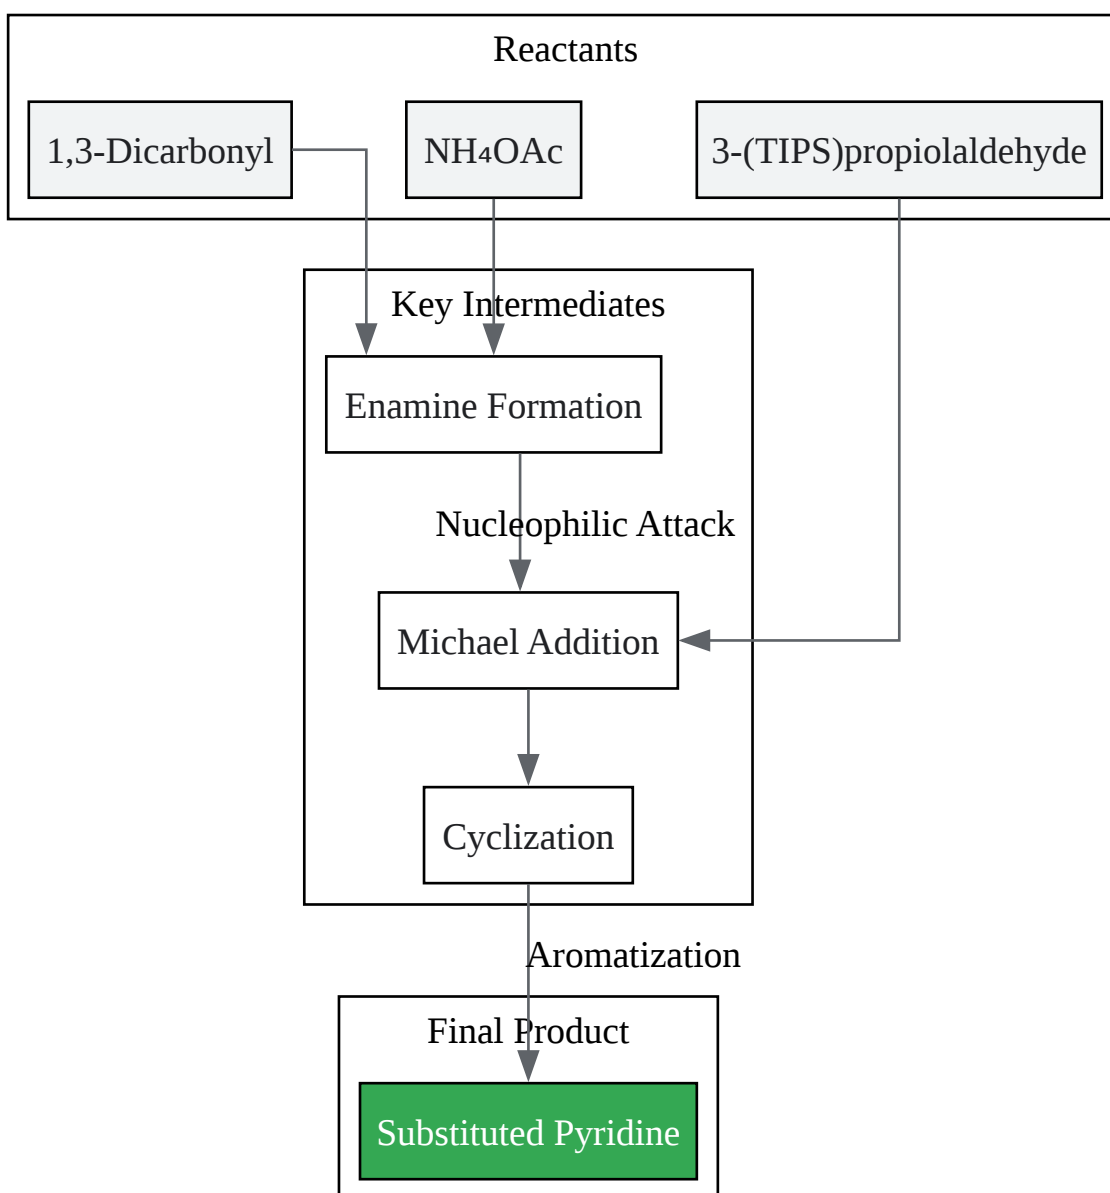 Reactants
1,3-Dicarbonyl
NH₄OAc
3-(TIPS)propiolaldehyde
Key Intermediates
Enamine Formation
Nucleophilic Attack
Michael Addition
Cyclization
Aromatization
Final Product
Substituted Pyridine